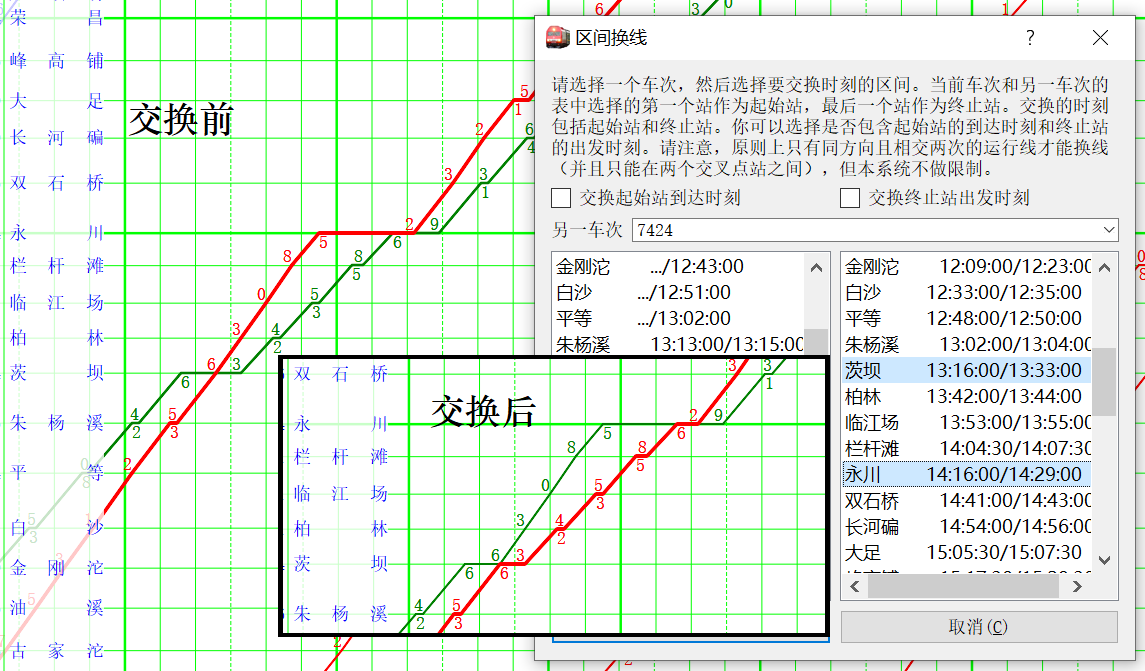 荣昌
峰高铺
大足
长河碥
双石桥
永川
栏杆滩
临江场
柏林
茨坝
朱杨溪
平等
白沙
金刚沱
油溪
古家沱
交换前
区间换线
?
请选择一个车次，然后选择要交换时刻的区间。当前车次和另一车次的
表中选择的第一个站作为起始站，最后一个站作为终止站。交换的时刻
包括起始站和终止站。你可以选择是否包含起始站的到达时刻和终止站
的出发时刻。请注意，原则上只有同方向且相交两次的运行线才能换线
（并且只能在两个交叉点站之间），但本系统不做限制。
交换起始站到达时刻
交换终止站出发时刻
另一车次 7424
金刚沱 .../12:43:00
白沙 .../12:51:00
平等 .../13:02:00
朱杨溪 13:13:00/13:15:00
金刚沱 12:09:00/12:23:00
白沙 12:33:00/12:35:00
平等 12:48:00/12:50:00
朱杨溪 13:02:00/13:04:00
茨坝 13:16:00/13:33:00
柏林 13:42:00/13:44:00
临江场 13:53:00/13:55:00
栏杆滩 14:04:30/14:07:30
永川 14:16:00/14:29:00
双石桥 14:41:00/14:43:00
长河碥 14:54:00/14:56:00
大足 15:05:30/15:07:30
取消(C)
交换后
双石桥
永川
栏杆滩
临江场
柏林
茨坝
朱杨溪